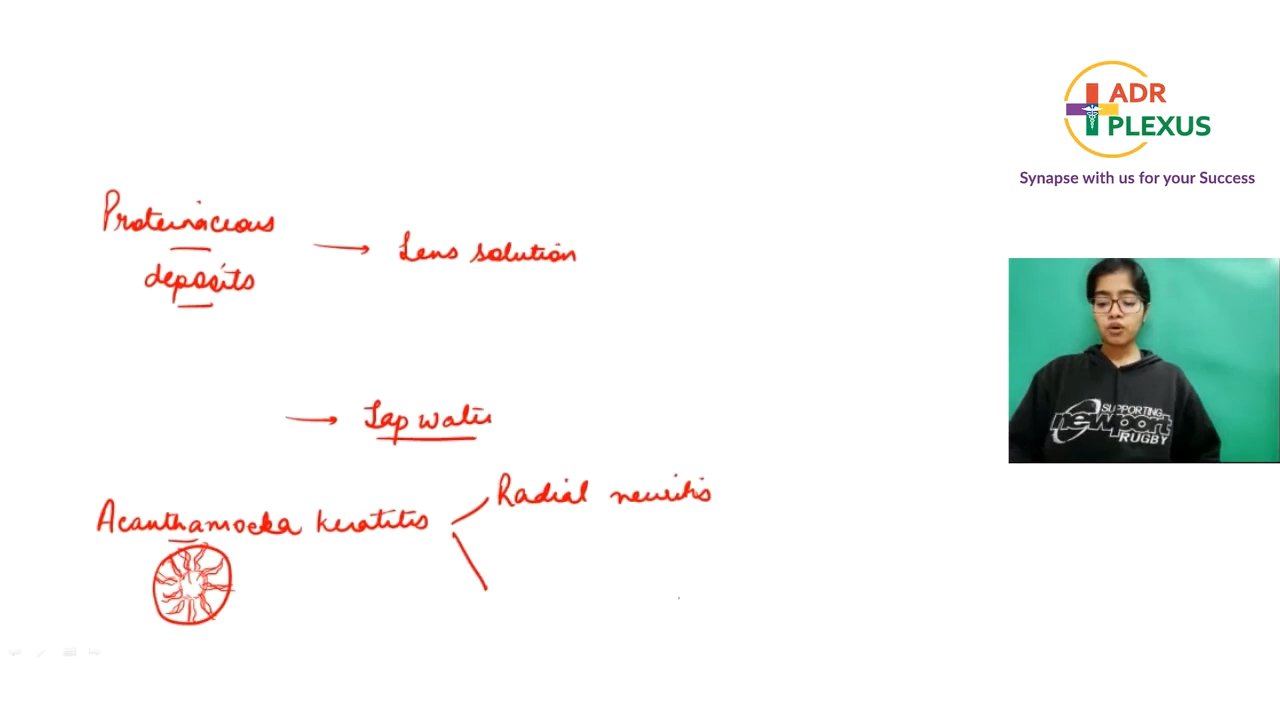 ADR
PLEXUS
Synapse with us for your Success
Proteinaceous
deposits
Lens solution
Tap water
Acanthamoeba keratitis
Radial neuritis
SUPPORTING
newport
RUGBY